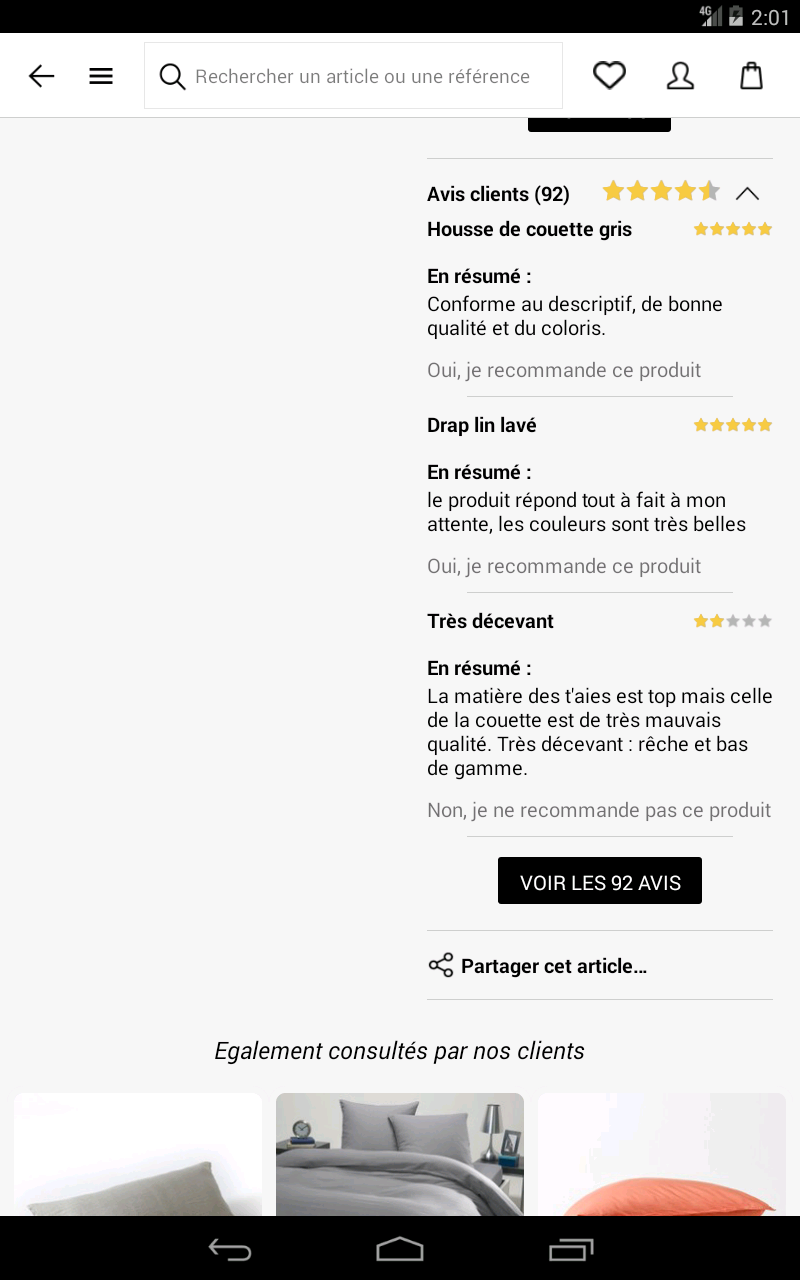 4G 2:01
Rechercher un article ou une référence
Avis clients (92)
Housse de couette gris
En résumé :
Conforme au descriptif, de bonne
qualité et du coloris.
Oui, je recommande ce produit
Drap lin lavé
En résumé :
le produit répond tout à fait à mon
attente, les couleurs sont très belles
Oui, je recommande ce produit
Très décevant
En résumé :
La matière des t'aies est top mais celle
de la couette est de très mauvais
qualité. Très décevant : rêche et bas
de gamme.
Non, je ne recommande pas ce produit
VOIR LES 92 AVIS
Partager cet article...
Egalement consultés par nos clients